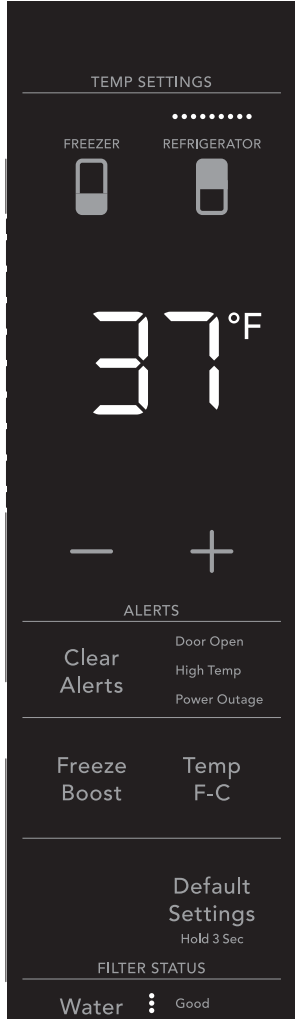 TEMP SETTINGS
FREEZER REFRIGERATOR
37°F
− +
ALERTS
Clear Alerts
Door Open
High Temp
Power Outage
Freeze Boost
Temp F-C
Default
Settings
Hold 3 Sec
FILTER STATUS
Water Good